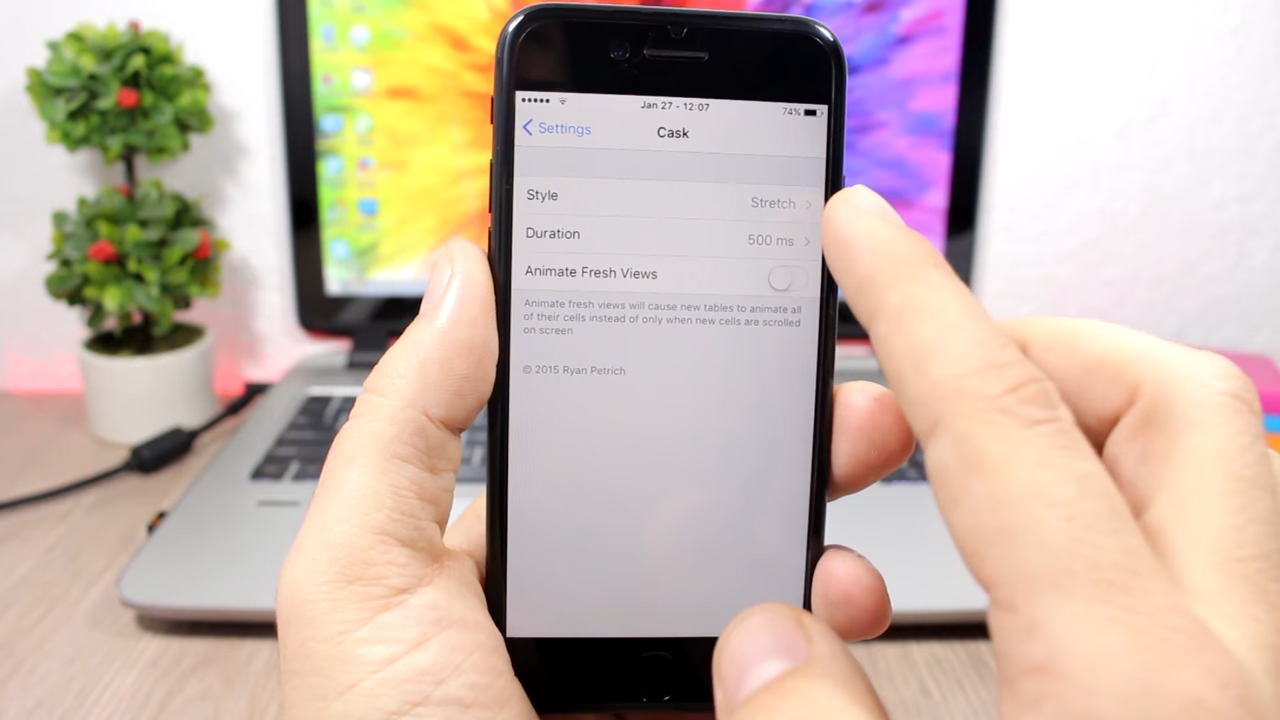 Jan 27 - 12:07
74%
Settings
Cask
Style
Stretch
Duration
500 ms
Animate Fresh Views
Animate fresh views will cause new tables to animate all
of their cells instead of only when new cells are scrolled
on screen
© 2015 Ryan Petrich